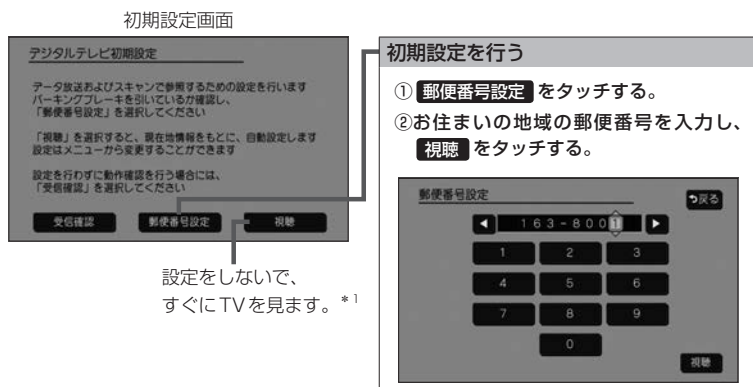 初期設定画面
デジタルテレビ初期設定
データ放送およびスキャンで参照するための設定を行います
パーキングブレーキを引いているか確認し、
「郵便番号設定」を選択してください
「視聴」を選択すると、現在地情報をもとに、自動設定します
設定はメニューから変更することができます
設定を行わずに動作確認を行う場合には、
「受信確認」を選択してください
受信確認 郵便番号設定 視聴
設定をしないで、
すぐにTVを見ます。*1
初期設定を行う
① 郵便番号設定 をタッチする。
②お住まいの地域の郵便番号を入力し、
視聴 をタッチする。
郵便番号設定 戻る
163-8001
1 2 3
4 5 6
7 8 9
0
視聴